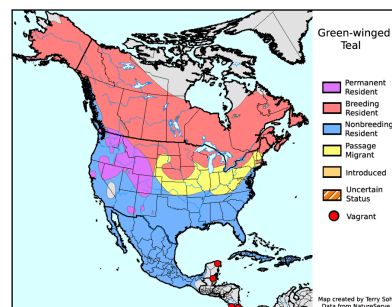 Green-winged
Teal
Permanent
Resident
Breeding
Resident
Nonbreeding
Resident
Passage
Migrant
Introduced
Uncertain
Status
Vagrant
Map created by Terry Soh
Data from NatureServe